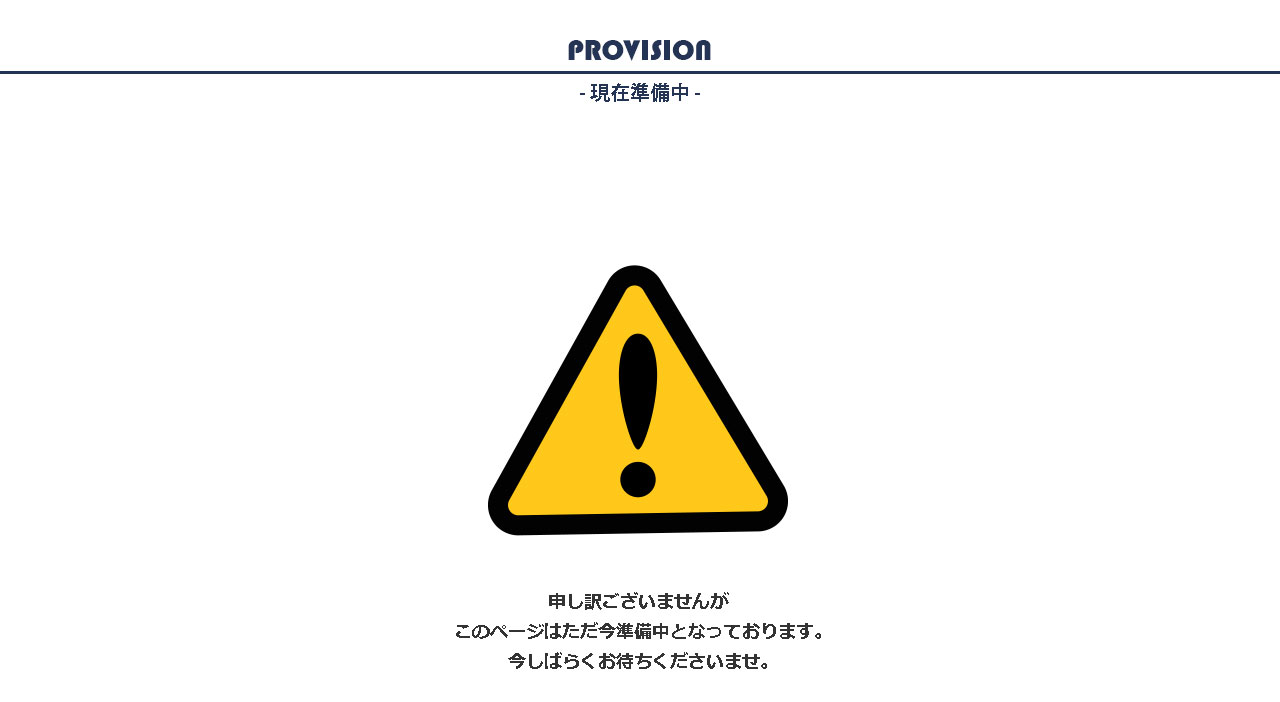 PROVISION
- 現在準備中 -
申し訳ございませんが
このページはただ今準備中となっております。
今しばらくお待ちくださいませ。